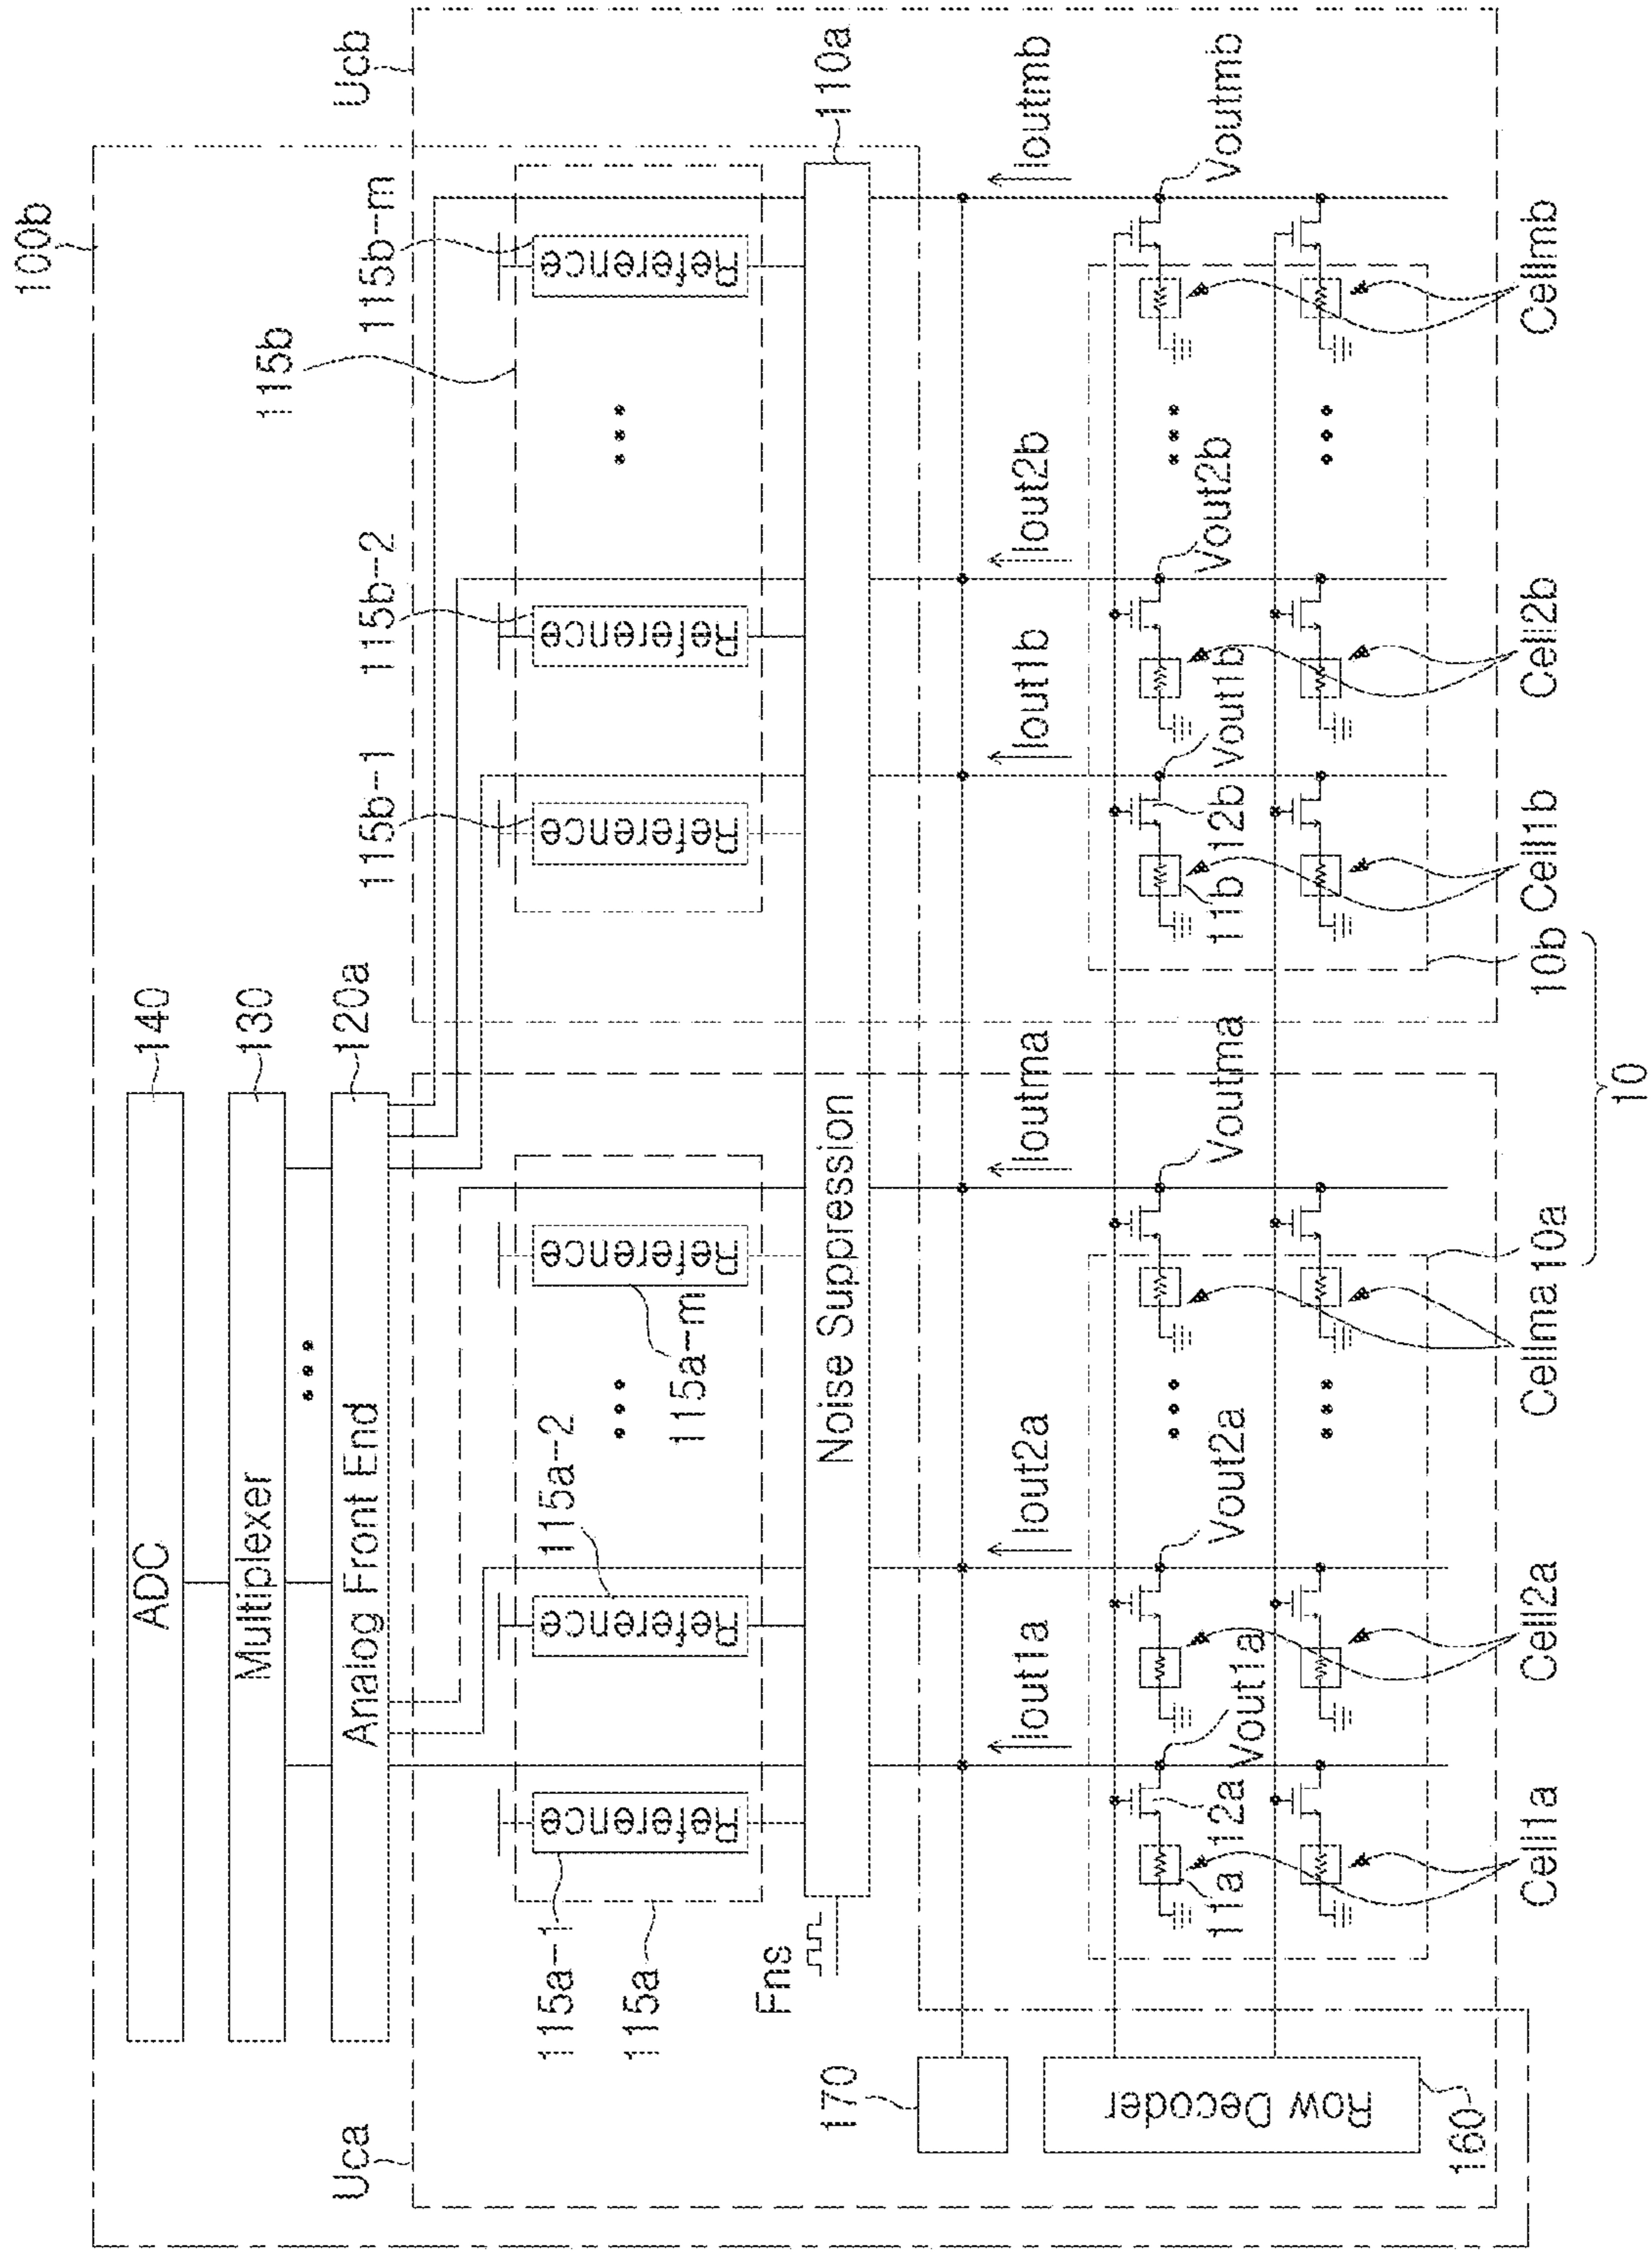 100b
140
ADC
130
Multiplexer
120a
Analog Front End
Uca
Ucb
115a-1
115a
Reference
115a-2
Reference
115a-m
Reference
115b-1
Reference
115b-2
Reference
115b
115b-m
Reference
Fns
Noise Suppression
110a
170
Iout1a
Iout2a
Ioutma
Iout1b
Iout2b
Ioutmb
Row Decoder
160
11a
12a
Vout1a
Vout2a
Voutma
11b
12b
Vout1b
Vout2b
Voutmb
Cell1a
Cell2a
Cellma
10a
10b
Cell1b
Cell2b
Cellmb
10